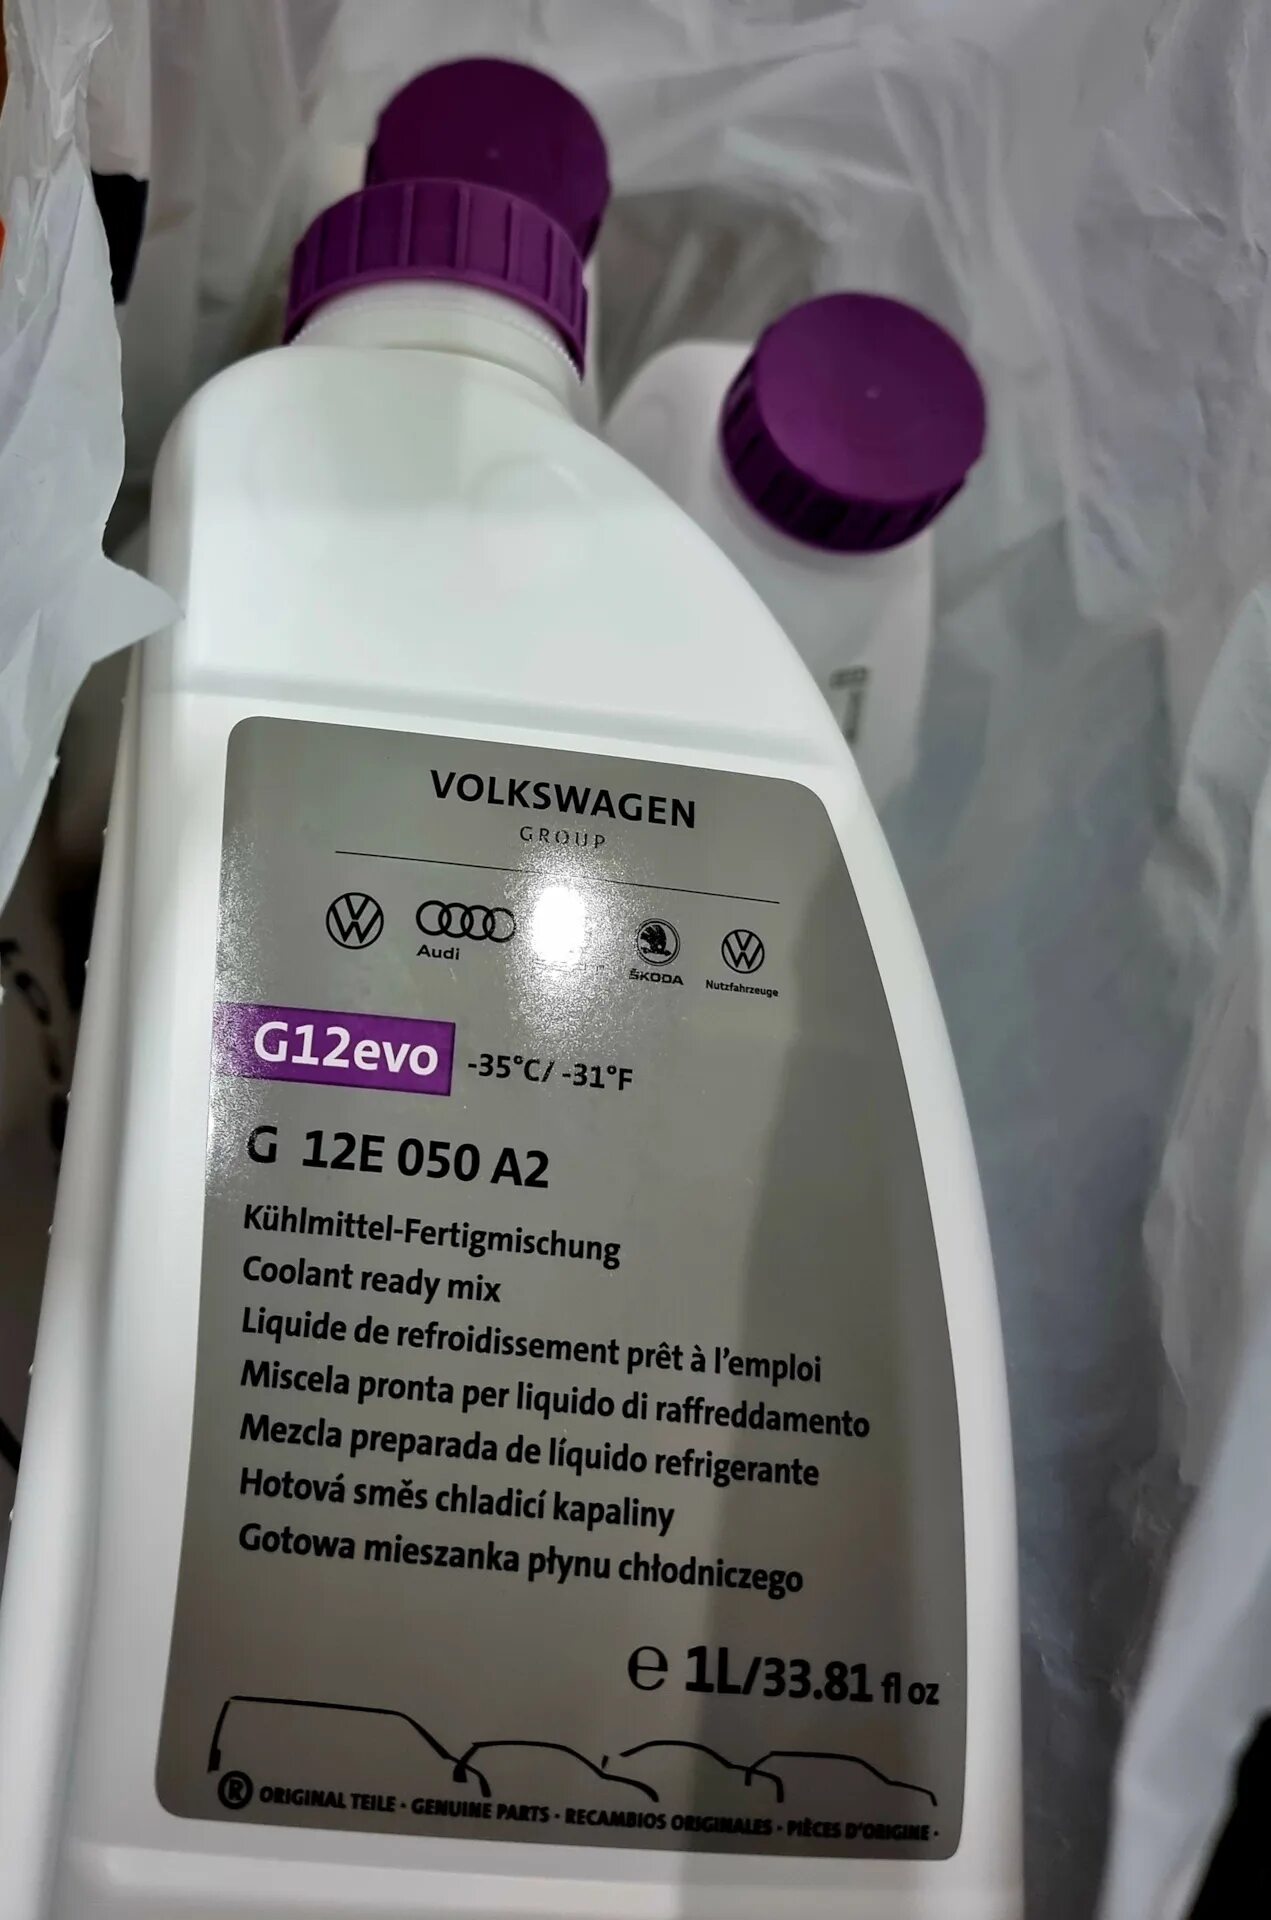 VOLKSWAGEN
GROUP
Audi
ŠKODA
Nutzfahrzeuge
G12evo
-35°C/ -31°F
G 12E 050 A2
Kühlmittel-Fertigmischung
Coolant ready mix
Liquide de refroidissement prêt à l'emploi
Miscela pronta per liquido di raffreddamento
Mezcla preparada de líquido refrigerante
Hotová směs chladicí kapaliny
Gotowa mieszanka płynu chłodniczego
℮ 1L/33.81 fl oz
® ORIGINAL TEILE · GENUINE PARTS · RECAMBIOS ORIGINALES · PIÈCES D'ORIGINE ·